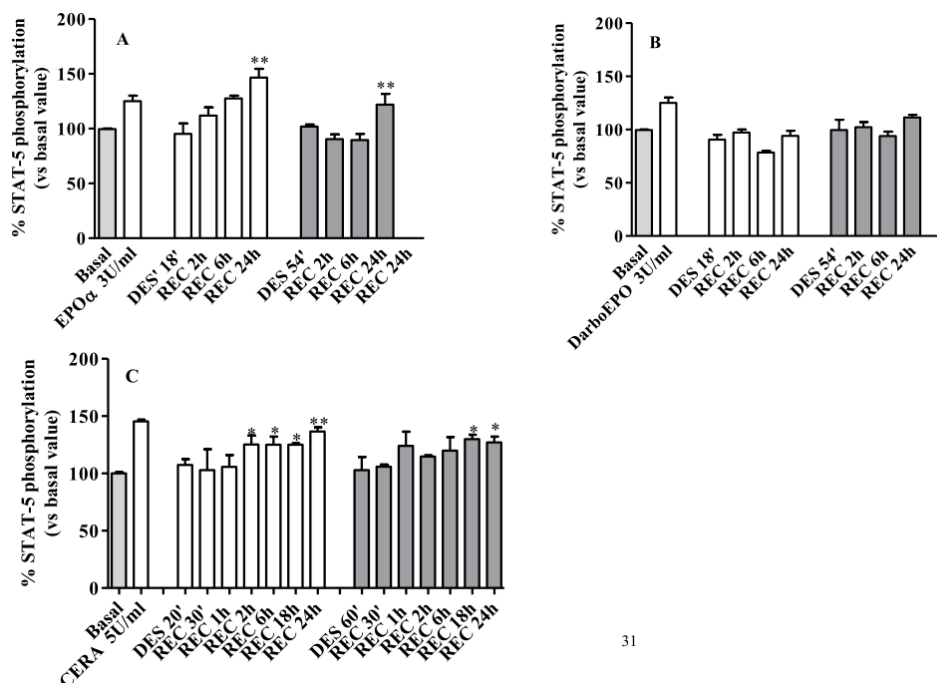 A
% STAT-5 phosphorylation
(vs basal value)
200
150
100
50
0
**
**
Basal
EPOα 3U/ml
DES' 18'
REC 2h
REC 6h
REC 24h
DES 54'
REC 2h
REC 6h
REC 24h
REC 24h
B
% STAT-5 phosphorylation
(vs basal value)
200
150
100
50
0
Basal
DarboEPO 3U/ml
DES 18'
REC 2h
REC 6h
REC 24h
DES 54'
REC 2h
REC 6h
REC 24h
C
% STAT-5 phosphorylation
(vs basal value)
200
150
100
50
0
*
*
*
**
*
*
Basal
CERA 5U/ml
DES 20'
REC 30'
REC 1h
REC 2h
REC 6h
REC 18h
REC 24h
DES 60'
REC 30'
REC 1h
REC 2h
REC 6h
REC 18h
REC 24h
31